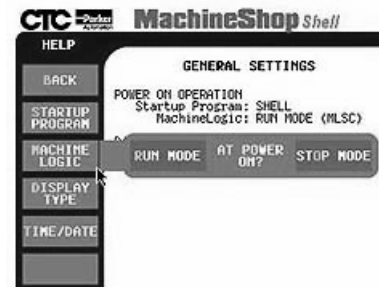 CTC Parker Automation MachineShop Shell
HELP
BACK
STARTUP PROGRAM
MACHINE LOGIC
DISPLAY TYPE
TIME/DATE
GENERAL SETTINGS
POWER ON OPERATION
Startup Program: SHELL
MachineLogic: RUN MODE (MLSC)
RUN MODE
AT POWER ON?
STOP MODE